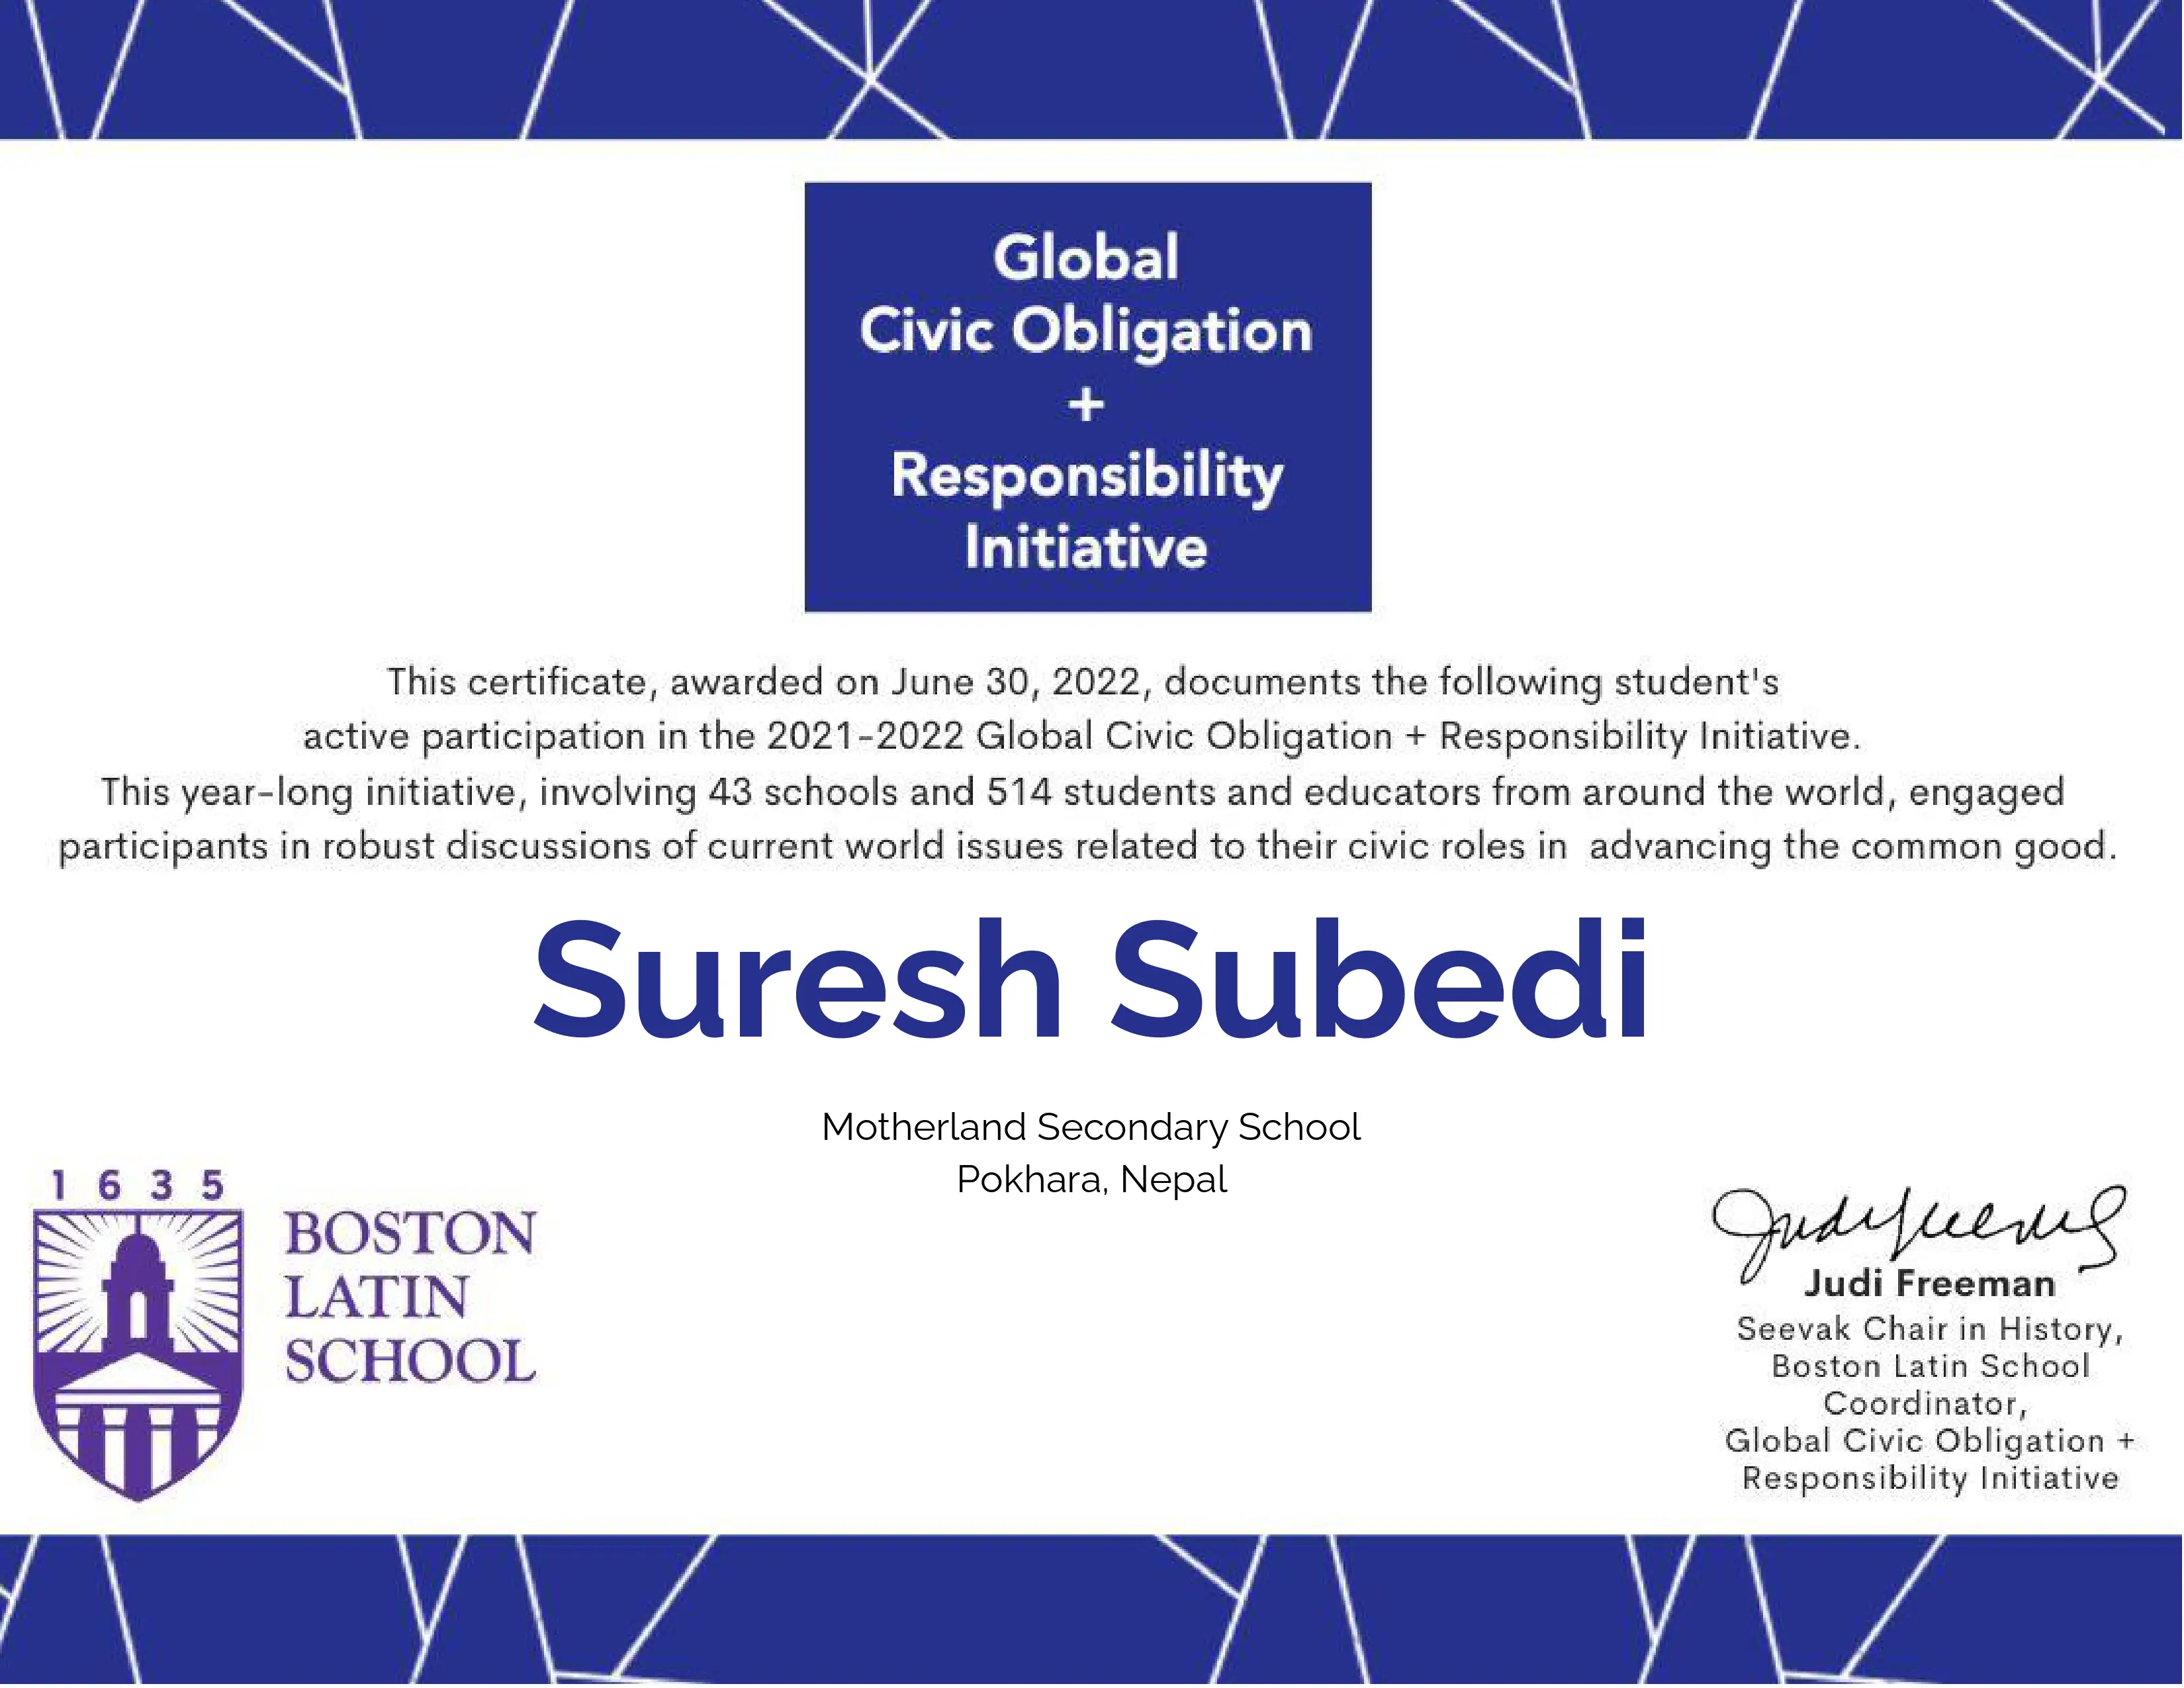 Global
Civic Obligation
+
Responsibility
Initiative
This certificate, awarded on June 30, 2022, documents the following student's
active participation in the 2021-2022 Global Civic Obligation + Responsibility Initiative.
This year-long initiative, involving 43 schools and 514 students and educators from around the world, engaged
participants in robust discussions of current world issues related to their civic roles in advancing the common good.
Suresh Subedi
Motherland Secondary School
Pokhara, Nepal
1635
BOSTON
LATIN
SCHOOL
Judi Freeman
Judi Freeman
Seevak Chair in History,
Boston Latin School
Coordinator,
Global Civic Obligation +
Responsibility Initiative